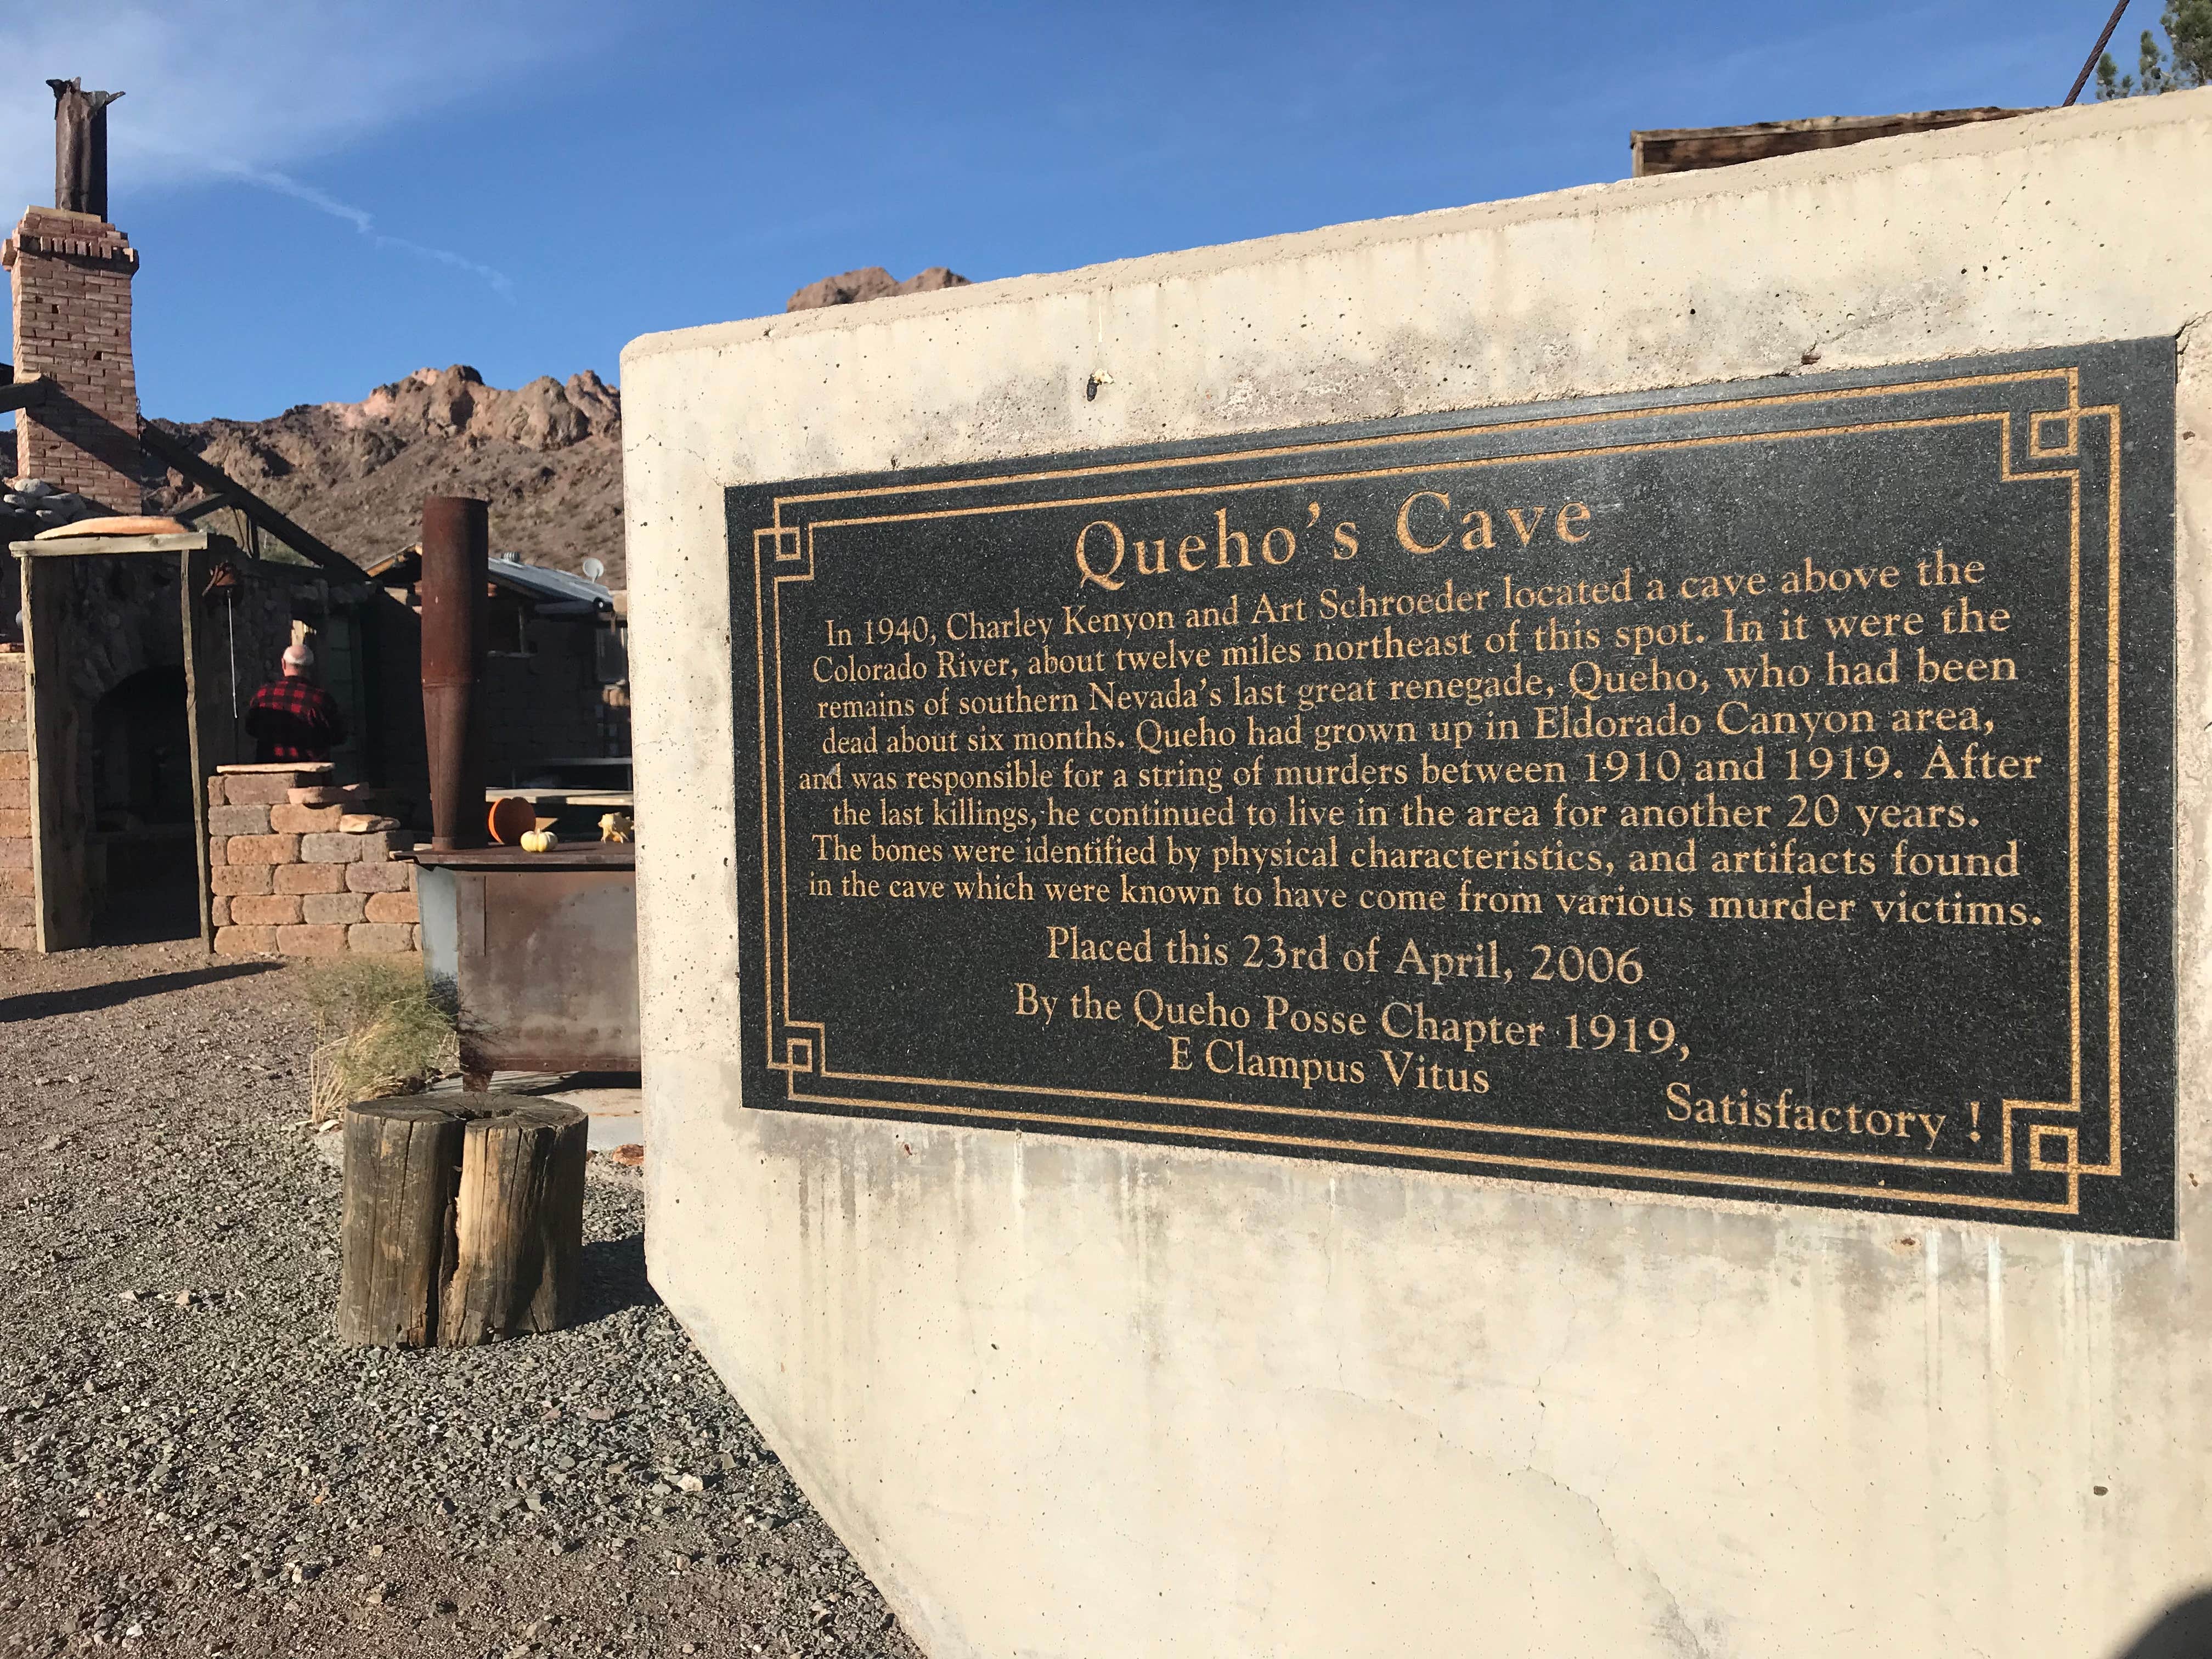 Queho's Cave
In 1940, Charley Kenyon and Art Schroeder located a cave above the
Colorado River, about twelve miles northeast of this spot. In it were the
remains of southern Nevada's last great renegade, Queho, who had been
dead about six months. Queho had grown up in Eldorado Canyon area,
and was responsible for a string of murders between 1910 and 1919. After
the last killings, he continued to live in the area for another 20 years.
The bones were identified by physical characteristics, and artifacts found
in the cave which were known to have come from various murder victims.
Placed this 23rd of April, 2006
By the Queho Posse Chapter 1919,
E Clampus Vitus
Satisfactory !